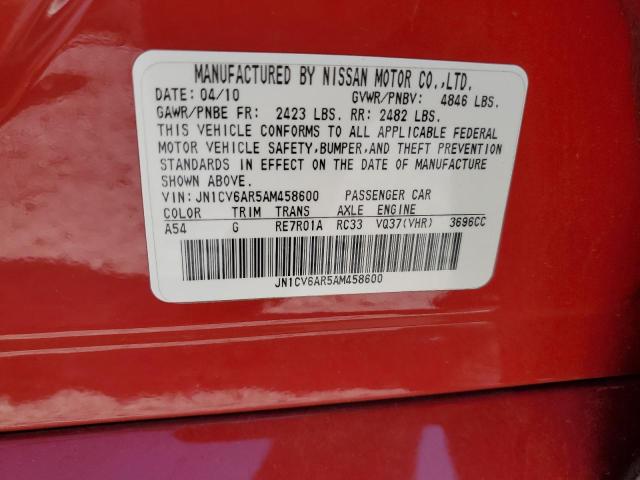 MANUFACTURED BY NISSAN MOTOR CO.,LTD.
DATE: 04/10 GVWR/PNBV: 4846 LBS.
GAWR/PNBE FR: 2423 LBS. RR: 2482 LBS.
THIS VEHICLE CONFORMS TO ALL APPLICABLE FEDERAL
MOTOR VEHICLE SAFETY,BUMPER,AND THEFT PREVENTION
STANDARDS IN EFFECT ON THE DATE OF MANUFACTURE
SHOWN ABOVE.
VIN:JN1CV6AR5AM458600 PASSENGER CAR
COLOR TRIM TRANS AXLE ENGINE
A54 G RE7R01A RC33 VQ37(VHR) 3696CC
JN1CV6AR5AM458600